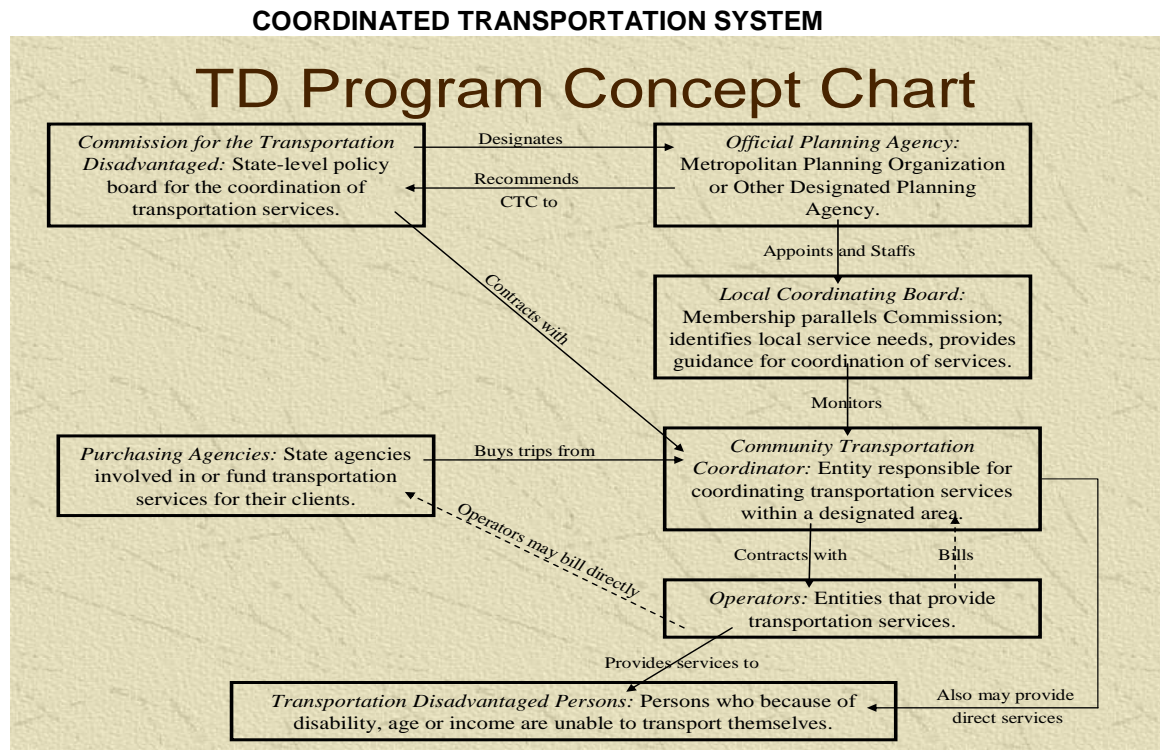 COORDINATED TRANSPORTATION SYSTEM
TD Program Concept Chart
Commission for the Transportation
Disadvantaged: State-level policy
board for the coordination of
transportation services.
Designates
Recommends
CTC to
Official Planning Agency:
Metropolitan Planning Organization
or Other Designated Planning
Agency.
Appoints and Staffs
Contracts with
Local Coordinating Board:
Membership parallels Commission;
identifies local service needs, provides
guidance for coordination of services.
Monitors
Purchasing Agencies: State agencies
involved in or fund transportation
services for their clients.
Buys trips from
Community Transportation
Coordinator: Entity responsible for
coordinating transportation services
within a designated area.
Operators may bill directly
Contracts with
Bills
Operators: Entities that provide
transportation services.
Provides services to
Transportation Disadvantaged Persons: Persons who because of
disability, age or income are unable to transport themselves.
Also may provide
direct services